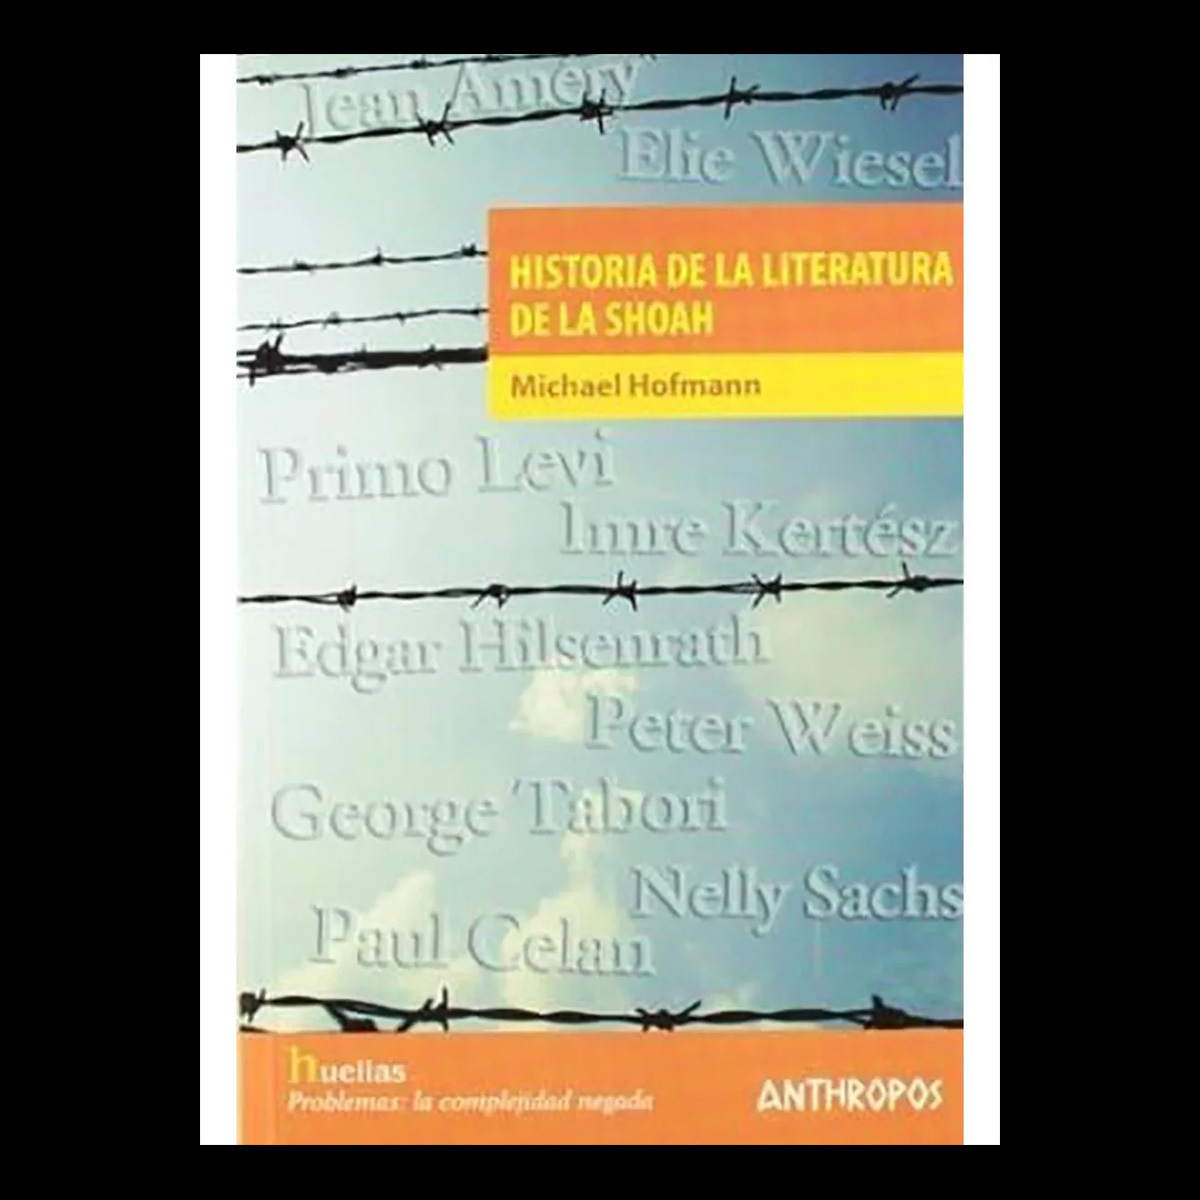 Jean Améry
Elie Wiesel
HISTORIA DE LA LITERATURA
DE LA SHOAH
Michael Hofmann
Primo Levi
Imre Kertész
Edgar Hilsenrath
Peter Weiss
George Tabori
Nelly Sachs
Paul Celan
huellas
Problemas: la complejidad negada
ANTHROPOS